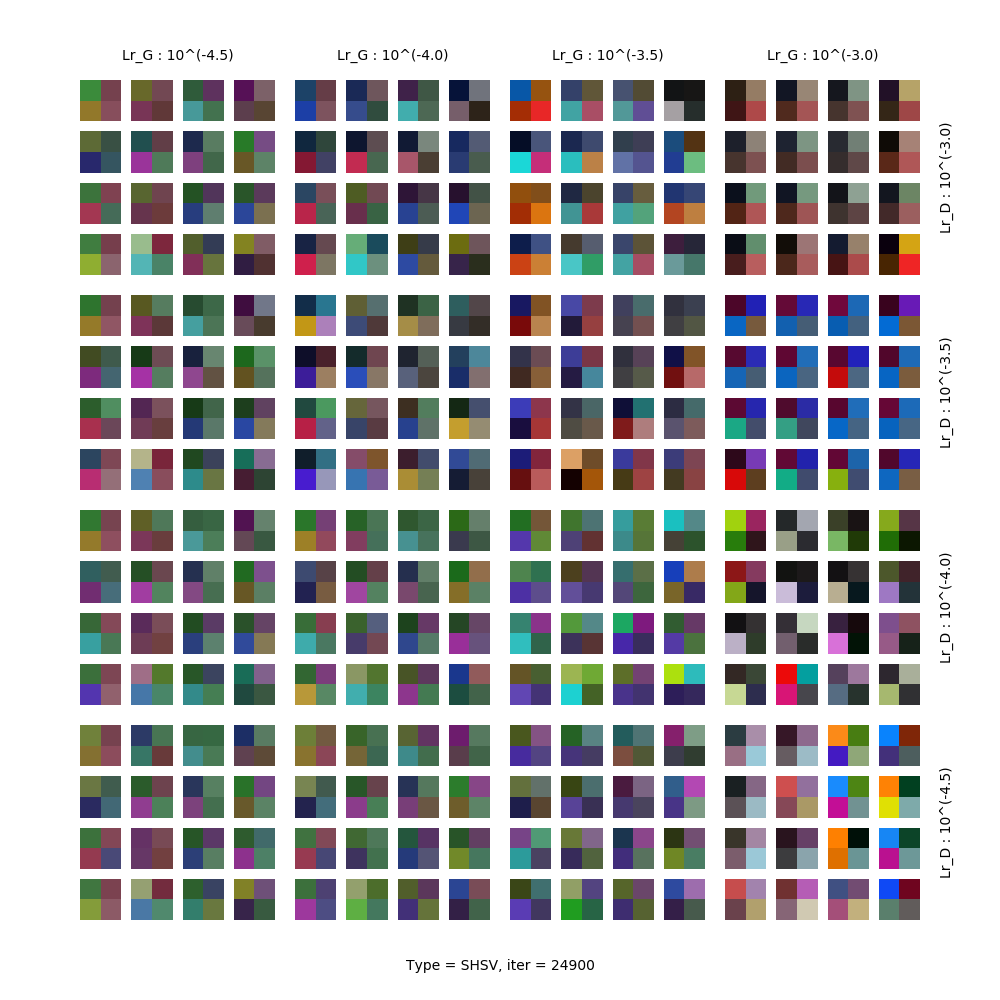 Lr_G : 10^(-4.5)
Lr_G : 10^(-4.0)
Lr_G : 10^(-3.5)
Lr_G : 10^(-3.0)
Lr_D : 10^(-3.0)
Lr_D : 10^(-3.5)
Lr_D : 10^(-4.0)
Lr_D : 10^(-4.5)
Type = SHSV, iter = 24900